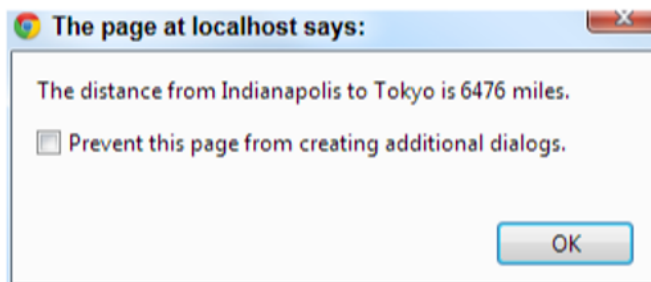 The page at localhost says:
The distance from Indianapolis to Tokyo is 6476 miles.
Prevent this page from creating additional dialogs.
OK